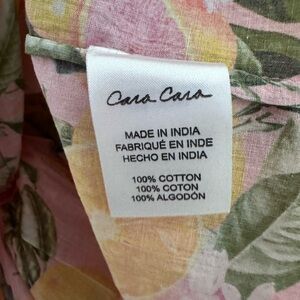 Cara Cara
MADE IN INDIA
FABRIQUÉ EN INDE
HECHO EN INDIA
100% COTTON
100% COTON
100% ALGODÓN